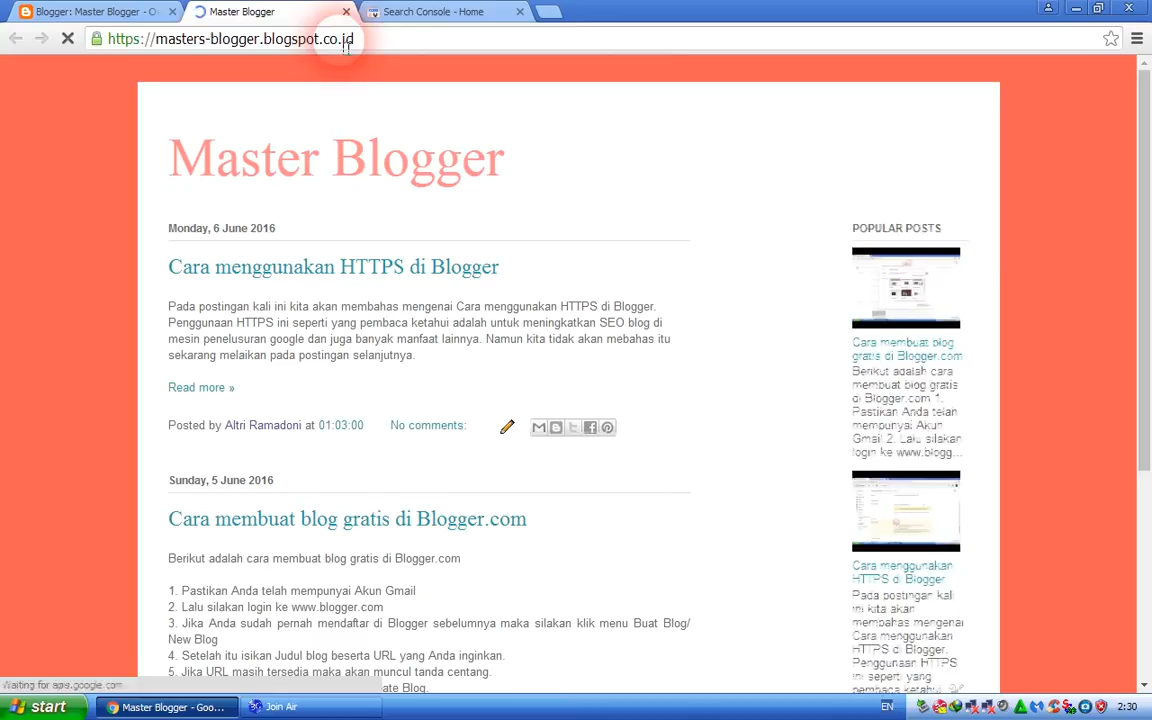 Blogger: Master Blogger - O
Master Blogger
Search Console - Home
https://masters-blogger.blogspot.co.id
Master Blogger
Monday, 6 June 2016
Cara menggunakan HTTPS di Blogger
Pada postingan kali ini kita akan membahas mengenai Cara menggunakan HTTPS di Blogger.
Penggunaan HTTPS ini seperti yang pembaca ketahui adalah untuk meningkatkan SEO blog di
mesin penelusuran google dan juga banyak manfaat lainnya. Namun kita tidak akan mebahas itu
sekarang melaikan pada postingan selanjutnya.
Read more »
Posted by Altri Ramadoni at 01:03:00 No comments:
Sunday, 5 June 2016
Cara membuat blog gratis di Blogger.com
Berikut adalah cara membuat blog gratis di Blogger.com
1. Pastikan Anda telah mempunyai Akun Gmail
2. Lalu silakan login ke www.blogger.com
3. Jika Anda sudah pernah mendaftar di Blogger sebelumnya maka silakan klik menu Buat Blog/
New Blog
4. Setelah itu isikan Judul blog beserta URL yang Anda inginkan.
5. Jika URL masih tersedia maka akan muncul tanda centang.
ate Blog.
POPULAR POSTS
Cara membuat blog
gratis di Blogger.com
Berikut adalah cara
membuat blog gratis
di Blogger.com 1.
Pastikan Anda telah
mempunyai Akun
Gmail 2. Lalu silakan
login ke www.blogg...
Cara menggunakan
HTTPS di Blogger
Pada postingan kali
ini kita akan
membahas mengenai
Cara menggunakan
HTTPS di Blogger.
Penggunaan HTTPS
ini seperti yang
pembaca ketahui
Waiting for apis.google.com...
start
Master Blogger - Goo...
Join Air
EN
2:30